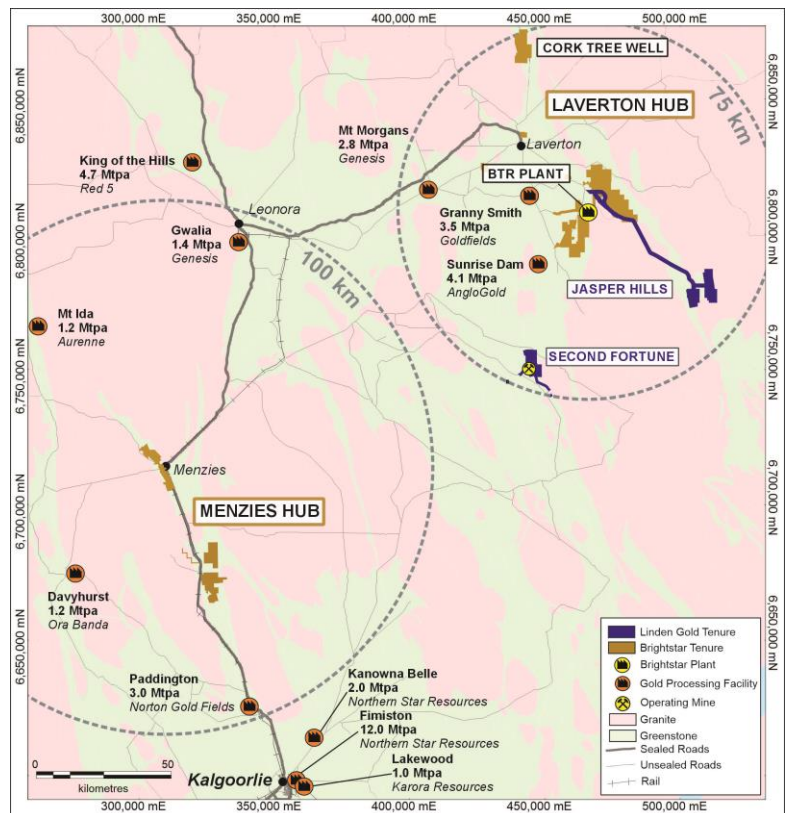 300,000 mE
350,000 mE
400,000 mE
450,000 mE
500,000 mE
6,850,000 mN
6,850,000 mN
CORK TREE WELL
LAVERTON HUB
75 km
Mt Morgans
2.8 Mtpa
Genesis
Laverton
King of the Hills
4.7 Mtpa
Red 5
BTR PLANT
Leonora
Gwalia
1.4 Mtpa
Genesis
Granny Smith
3.5 Mtpa
Goldfields
6,800,000 mN
6,800,000 mN
Sunrise Dam
4.1 Mtpa
AngloGold
100 km
JASPER HILLS
Mt Ida
1.2 Mtpa
Aurenne
SECOND FORTUNE
6,750,000 mN
6,750,000 mN
Menzies
MENZIES HUB
6,700,000 mN
6,700,000 mN
Davyhurst
1.2 Mtpa
Ora Banda
6,650,000 mN
6,650,000 mN
Paddington
3.0 Mtpa
Norton Gold Fields
Kanowna Belle
2.0 Mtpa
Northern Star Resources
Fimiston
12.0 Mtpa
Northern Star Resources
Lakewood
1.0 Mtpa
Karora Resources
Kalgoorlie
0
50
kilometres
Linden Gold Tenure
Brightstar Tenure
Brightstar Plant
Gold Processing Facility
Operating Mine
Granite
Greenstone
Sealed Roads
Unsealed Roads
Rail
300,000 mE
350,000 mE
400,000 mE
450,000 mE
500,000 mE